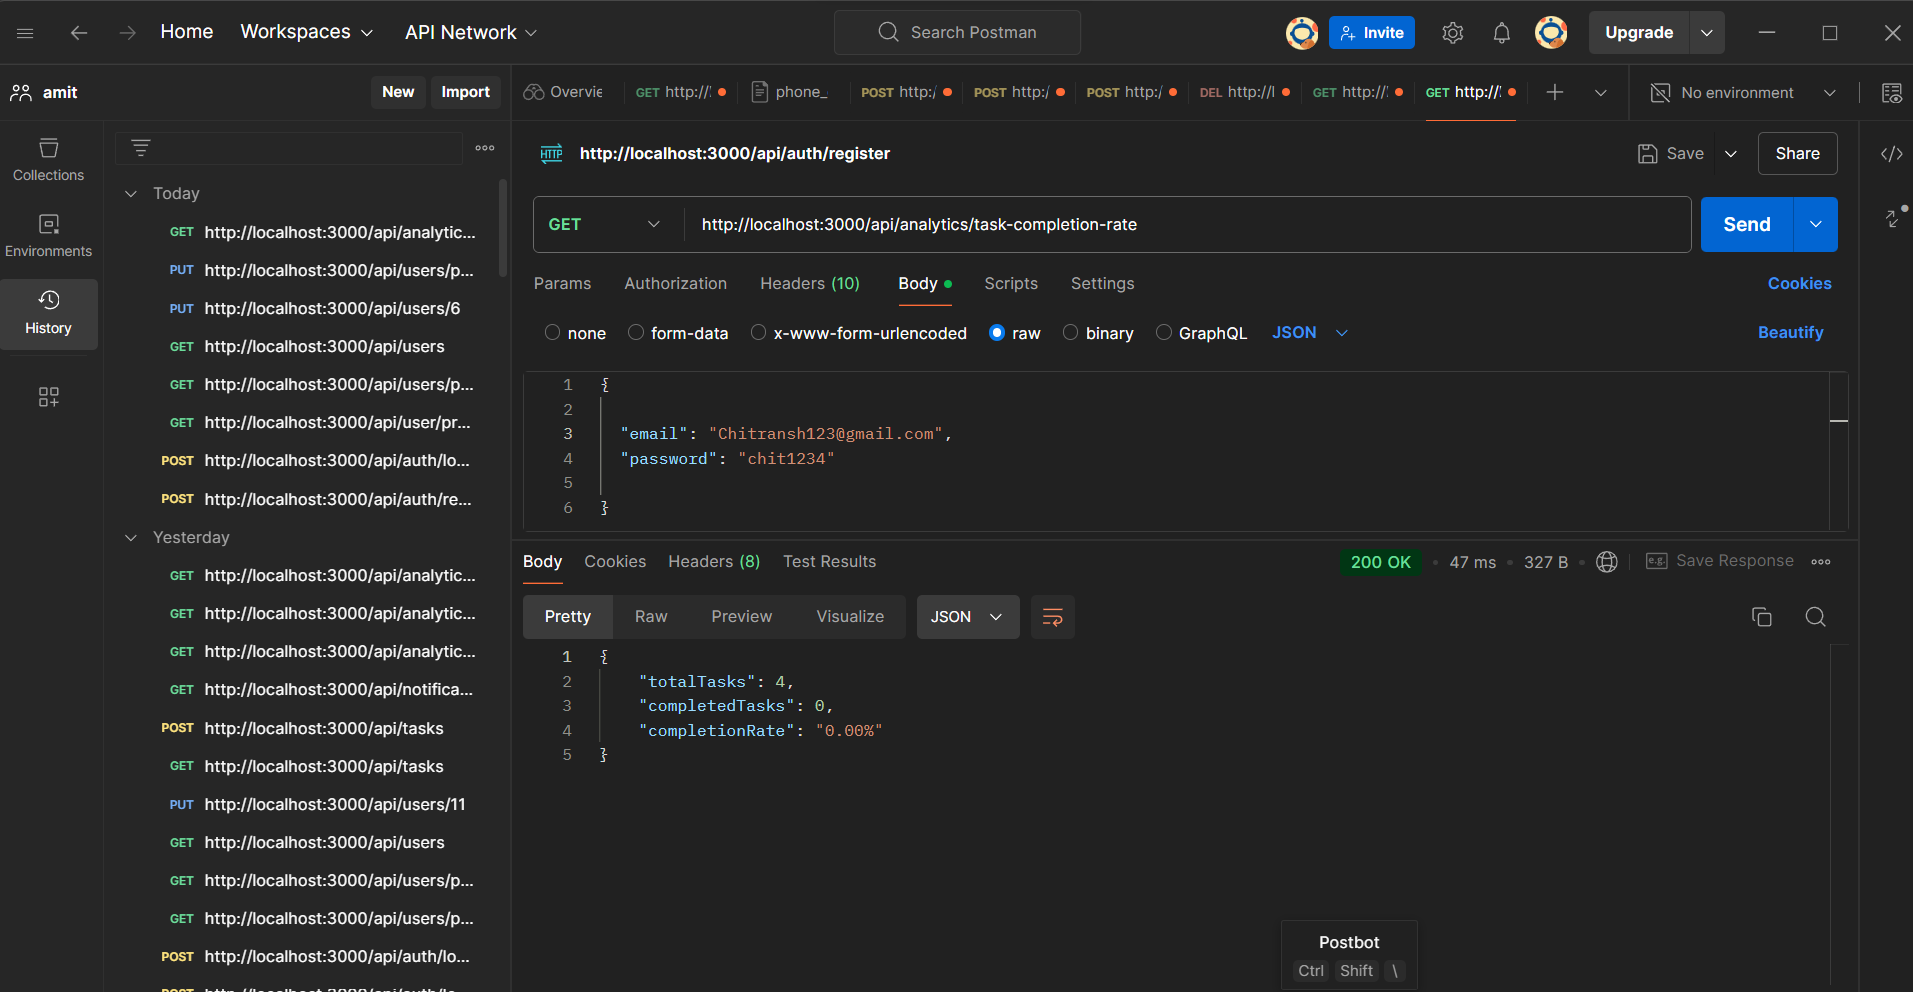 Home Workspaces API Network Search Postman Invite Upgrade
amit New Import
Overvie GET http:// phone_ POST http:/ POST http:/ POST http:/ DEL http://l GET http:// GET http:// No environment
Collections
Environments
History
Today
GET http://localhost:3000/api/analytic...
PUT http://localhost:3000/api/users/p...
PUT http://localhost:3000/api/users/6
GET http://localhost:3000/api/users
GET http://localhost:3000/api/users/p...
GET http://localhost:3000/api/user/pr...
POST http://localhost:3000/api/auth/lo...
POST http://localhost:3000/api/auth/re...
Yesterday
GET http://localhost:3000/api/analytic...
GET http://localhost:3000/api/analytic...
GET http://localhost:3000/api/analytic...
GET http://localhost:3000/api/notifica...
POST http://localhost:3000/api/tasks
GET http://localhost:3000/api/tasks
PUT http://localhost:3000/api/users/11
GET http://localhost:3000/api/users
GET http://localhost:3000/api/users/p...
GET http://localhost:3000/api/users/p...
POST http://localhost:3000/api/auth/lo...
HTTP http://localhost:3000/api/auth/register Save Share
GET http://localhost:3000/api/analytics/task-completion-rate Send
Params Authorization Headers (10) Body Scripts Settings Cookies
none form-data x-www-form-urlencoded raw binary GraphQL JSON Beautify
1 {
2
3 "email": "Chitransh123@gmail.com",
4 "password": "chit1234"
5
6 }
Body Cookies Headers (8) Test Results 200 OK • 47 ms • 327 B • e.g. Save Response
Pretty Raw Preview Visualize JSON
1 {
2 "totalTasks": 4,
3 "completedTasks": 0,
4 "completionRate": "0.00%"
5 }
Postbot
Ctrl Shift \